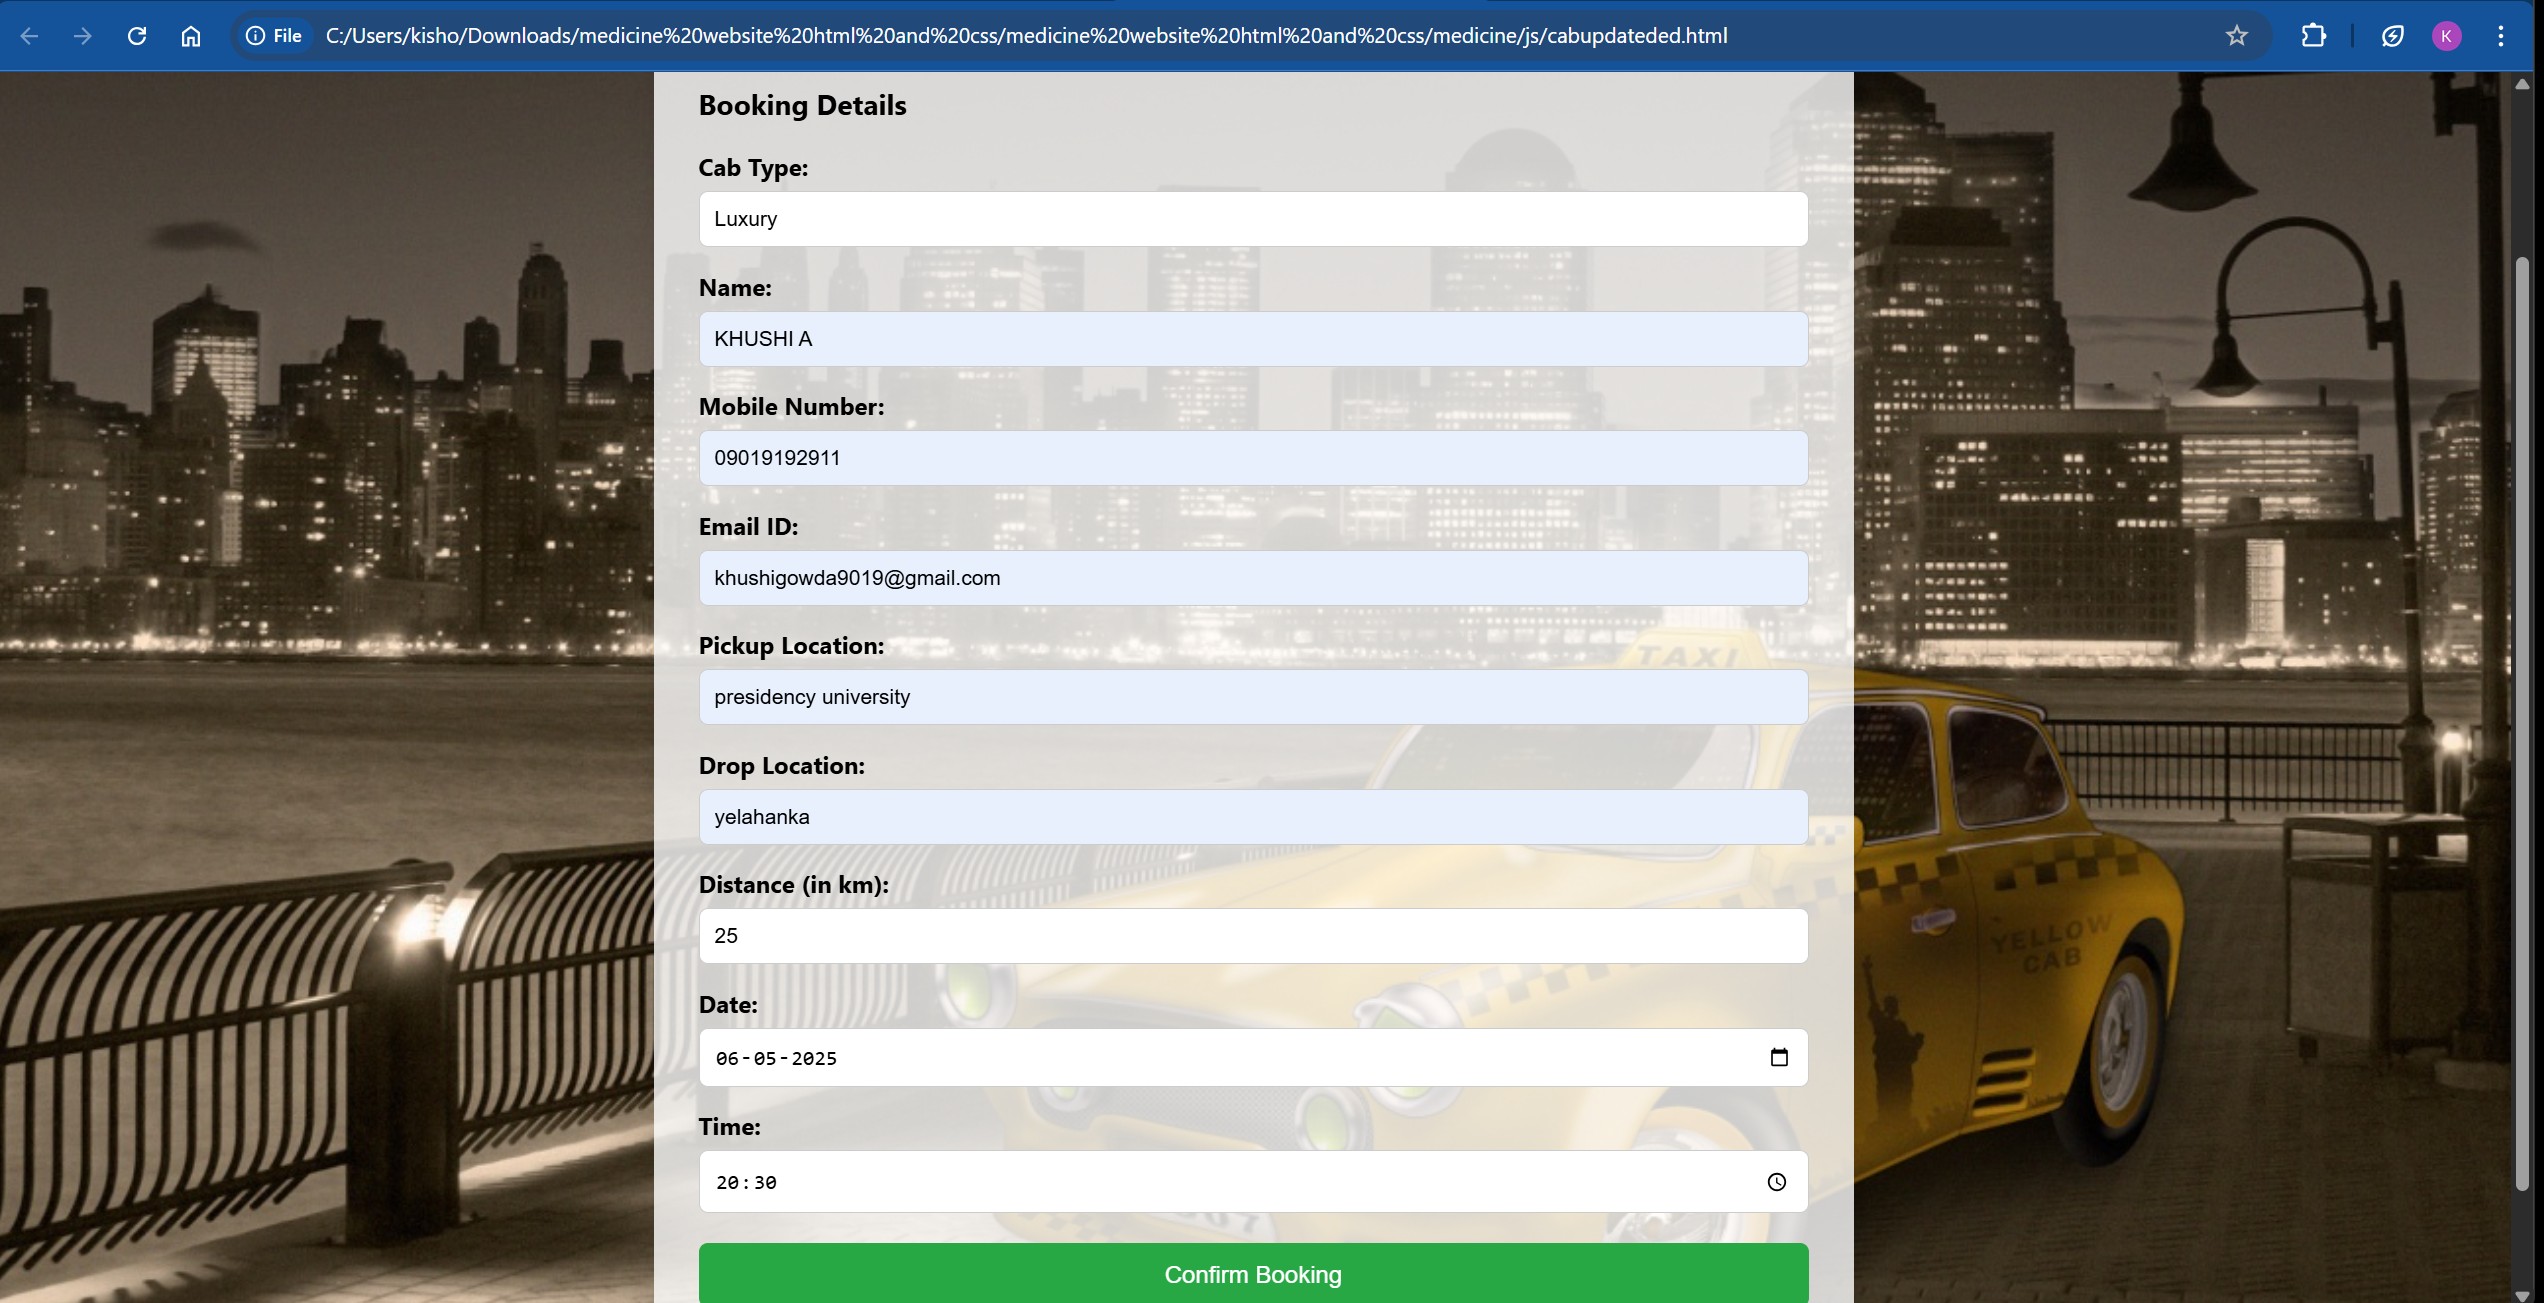 File
C:/Users/kisho/Downloads/medicine%20website%20html%20and%20css/medicine%20website%20html%20and%20css/medicine/js/cabupdateded.html
K
Booking Details
Cab Type:
Luxury
Name:
KHUSHI A
Mobile Number:
09019192911
Email ID:
khushigowda9019@gmail.com
Pickup Location:
TAXI
presidency university
Drop Location:
yelahanka
Distance (in km):
25
YELLOW
CAB
Date:
06-05-2025
Time:
20:30
Confirm Booking